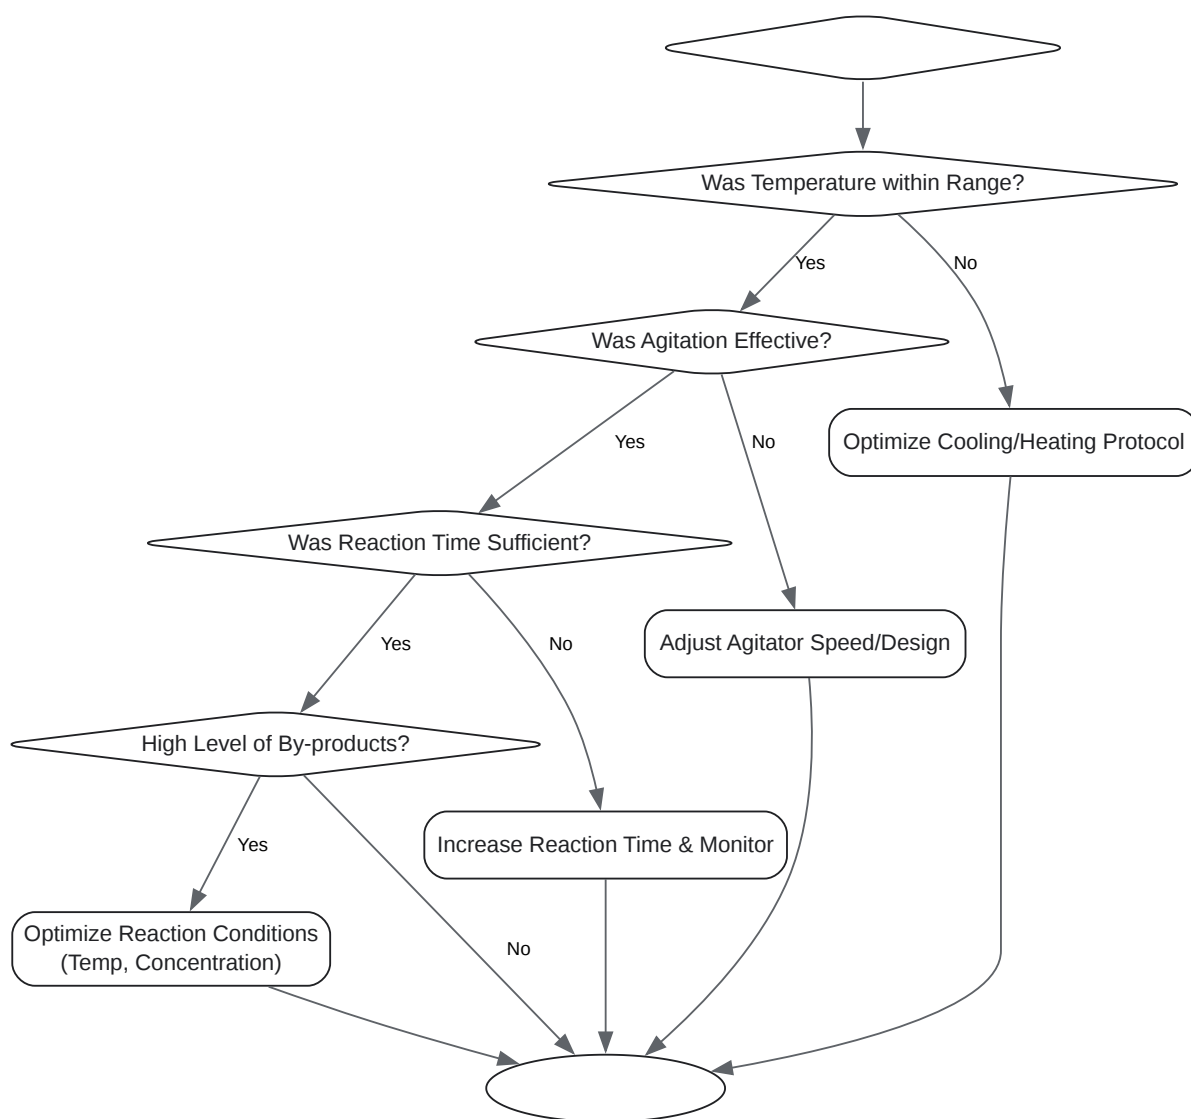 Was Temperature within Range?
Yes
No
Was Agitation Effective?
Yes
No
Optimize Cooling/Heating Protocol
Was Reaction Time Sufficient?
Yes
No
Adjust Agitator Speed/Design
High Level of By-products?
Yes
Increase Reaction Time & Monitor
Optimize Reaction Conditions
(Temp, Concentration)
No